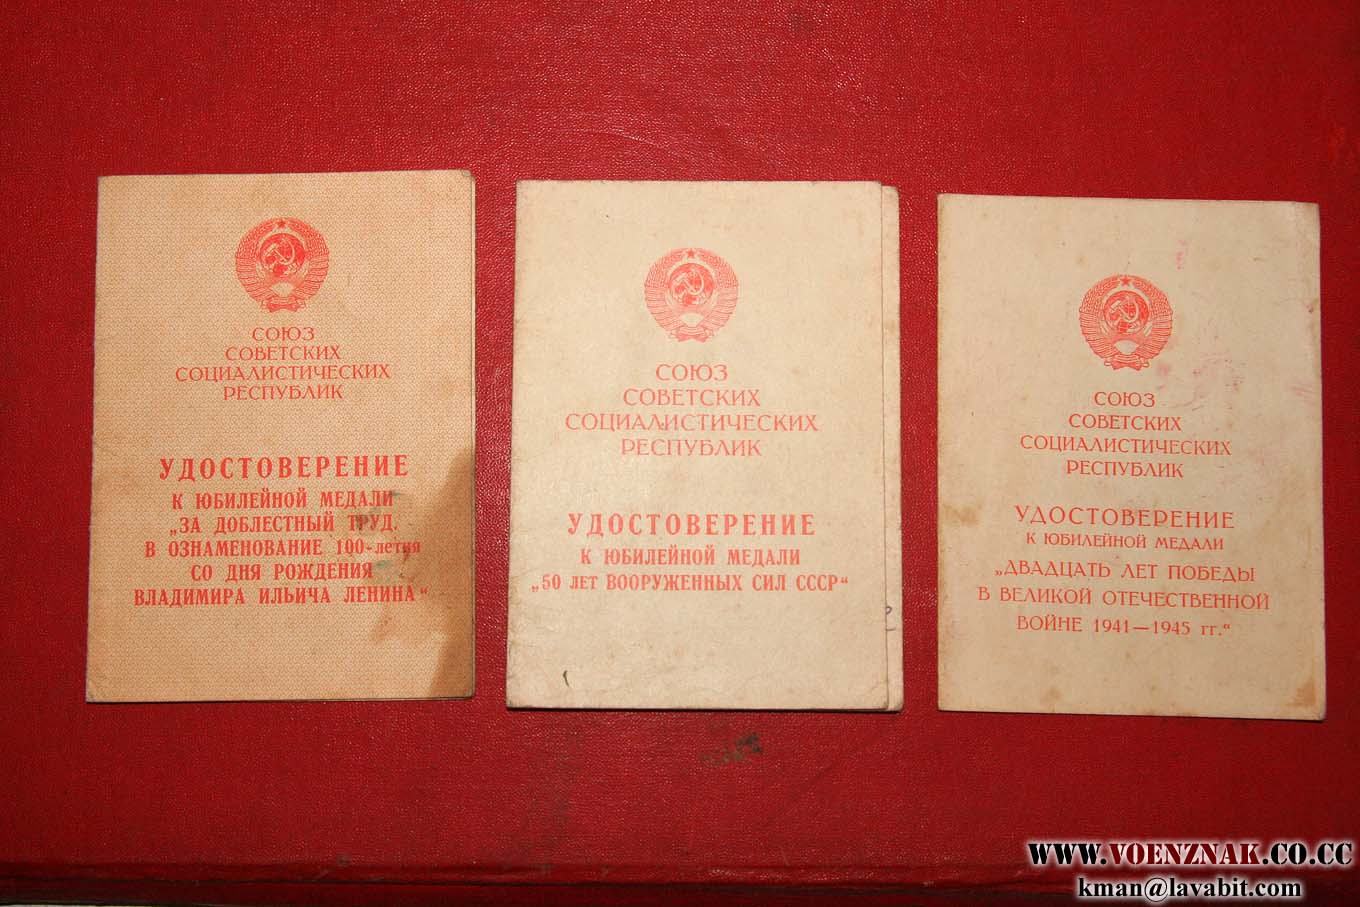 СОЮЗ
СОВЕТСКИХ
СОЦИАЛИСТИЧЕСКИХ
РЕСПУБЛИК
УДОСТОВЕРЕНИЕ
К ЮБИЛЕЙНОЙ МЕДАЛИ
„ЗА ДОБЛЕСТНЫЙ ТРУД.
В ОЗНАМЕНОВАНИЕ 100-летия
СО ДНЯ РОЖДЕНИЯ
ВЛАДИМИРА ИЛЬИЧА ЛЕНИНА“
СОЮЗ
СОВЕТСКИХ
СОЦИАЛИСТИЧЕСКИХ
РЕСПУБЛИК
УДОСТОВЕРЕНИЕ
К ЮБИЛЕЙНОЙ МЕДАЛИ
„50 ЛЕТ ВООРУЖЕННЫХ СИЛ СССР“
СОЮЗ
СОВЕТСКИХ
СОЦИАЛИСТИЧЕСКИХ
РЕСПУБЛИК
УДОСТОВЕРЕНИЕ
К ЮБИЛЕЙНОЙ МЕДАЛИ
„ДВАДЦАТЬ ЛЕТ ПОБЕДЫ
В ВЕЛИКОЙ ОТЕЧЕСТВЕННОЙ
ВОЙНЕ 1941—1945 гг.“
WWW.VOENZNAK.CO.CC
kman@lavabit.com